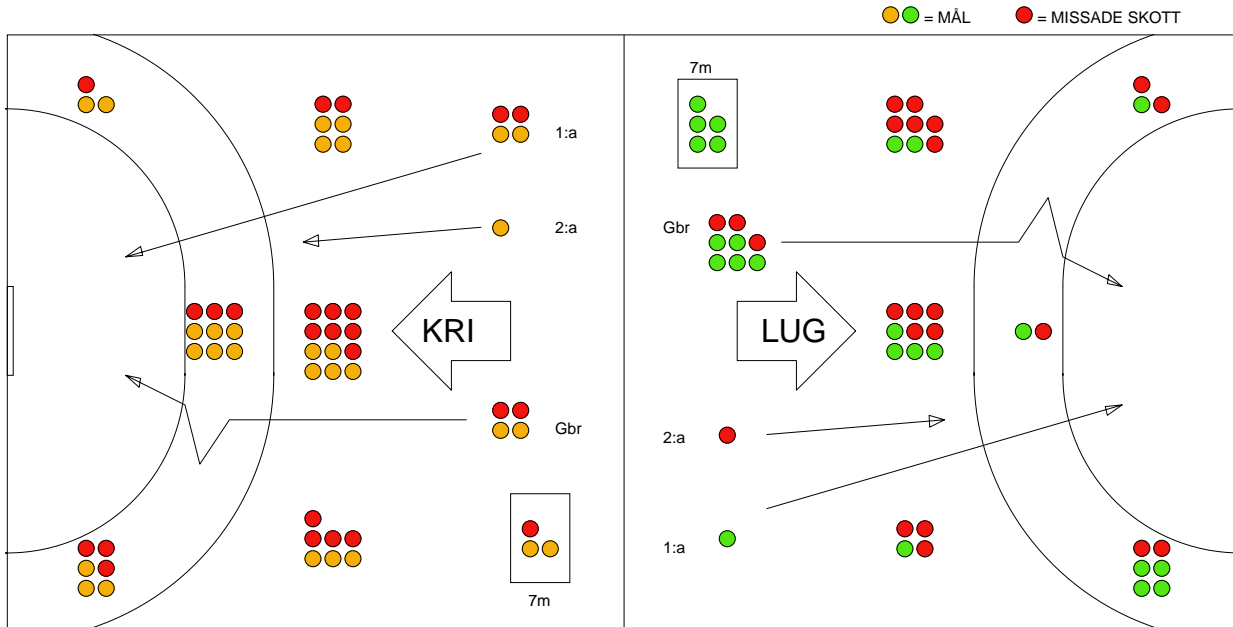 = MÅL = MISSADE SKOTT
7m
1:a
2:a
Gbr
KRI
LUG
Gbr
2:a
1:a
7m